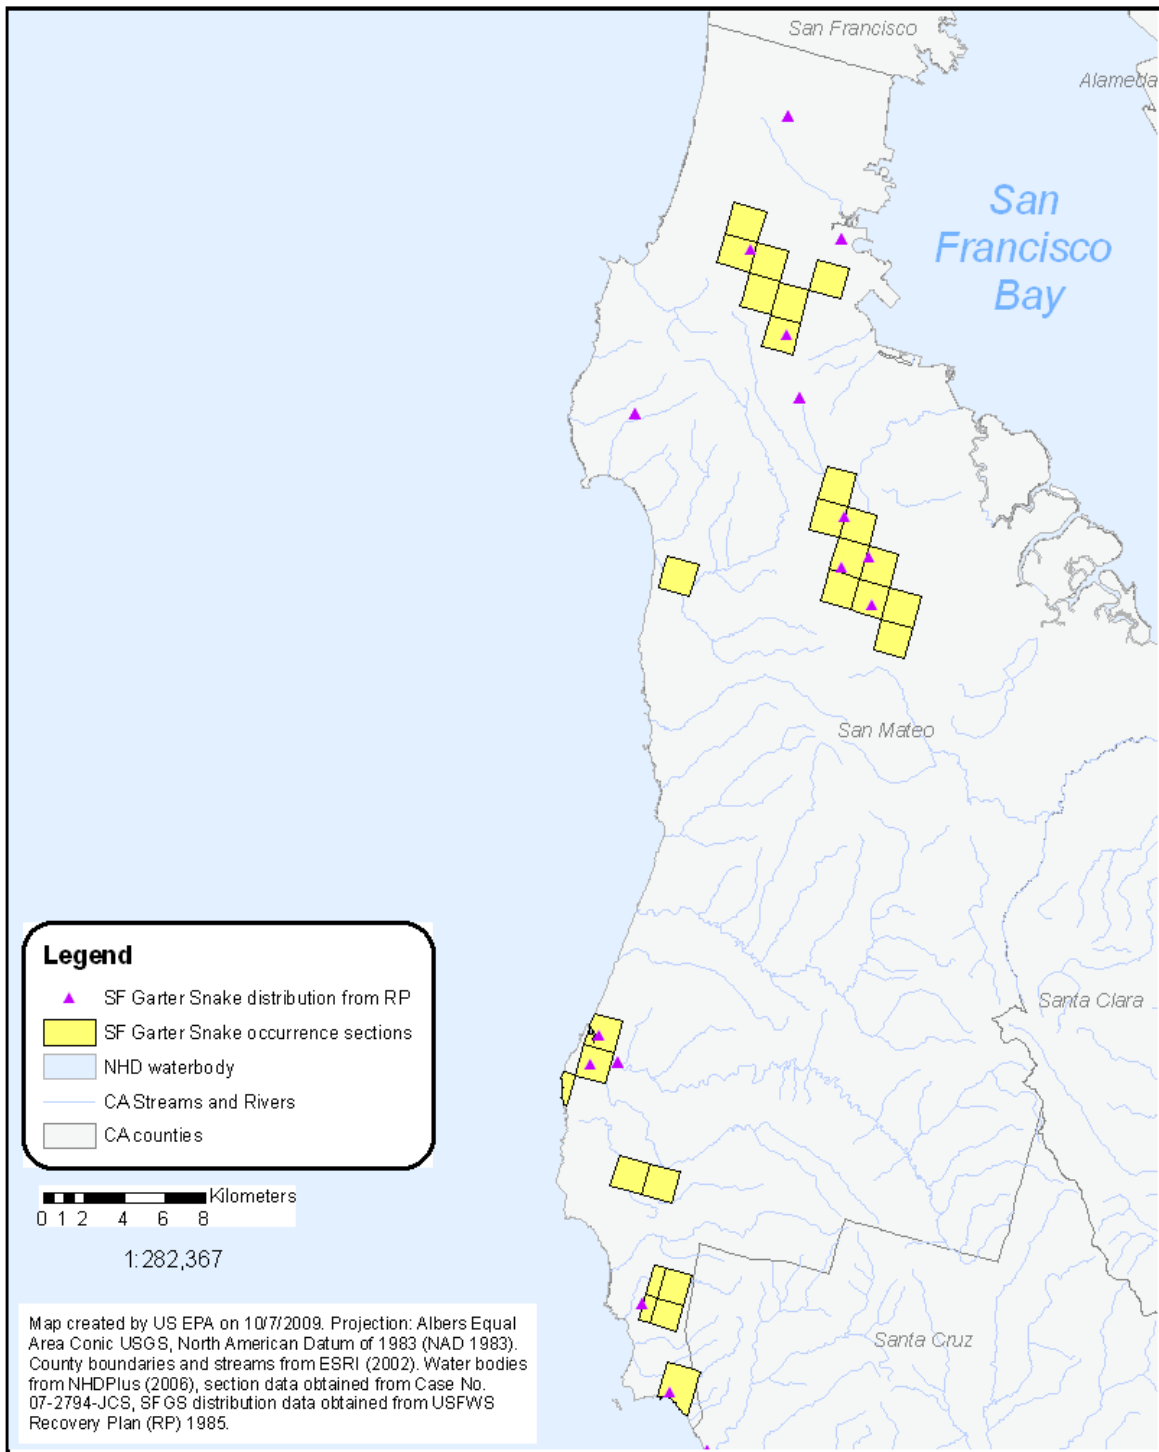 San Francisco
Alameda
San
Francisco
Bay
San Mateo
Santa Clara
Santa Cruz
Legend
SF Garter Snake distribution from RP
SF Garter Snake occurrence sections
NHD waterbody
CA Streams and Rivers
CA counties
Kilometers
0 1 2 4 6 8
1:282,367
Map created by US EPA on 10/7/2009. Projection: Albers Equal
Area Conic USGS, North American Datum of 1983 (NAD 1983).
County boundaries and streams from ESRI (2002). Water bodies
from NHDPlus (2006), section data obtained from Case No.
07-2794-JCS, SFGS distribution data obtained from USFWS
Recovery Plan (RP) 1985.